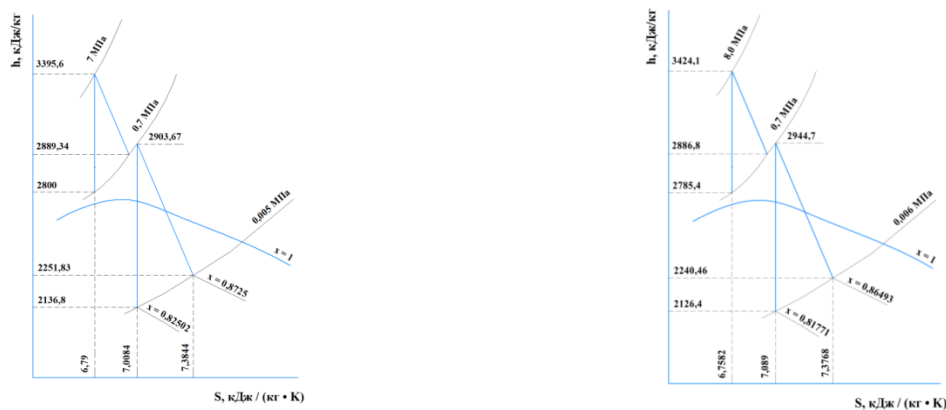 h, кДж/кг
3395,6
7 МПа
0,7 МПа
2903,67
2889,34
2800
0,005 МПа
x = 1
2251,83
x = 0,8725
2136,8
x = 0,82502
6,79
7,0084
7,3844
S, кДж / (кг • K)
h, кДж/кг
3424,1
8,0 МПа
0,7 МПа
2944,7
2886,8
2785,4
0,006 МПа
x = 1
2240,46
x = 0,86493
2126,4
x = 0,81771
6,7582
7,089
7,3768
S, кДж / (кг • K)